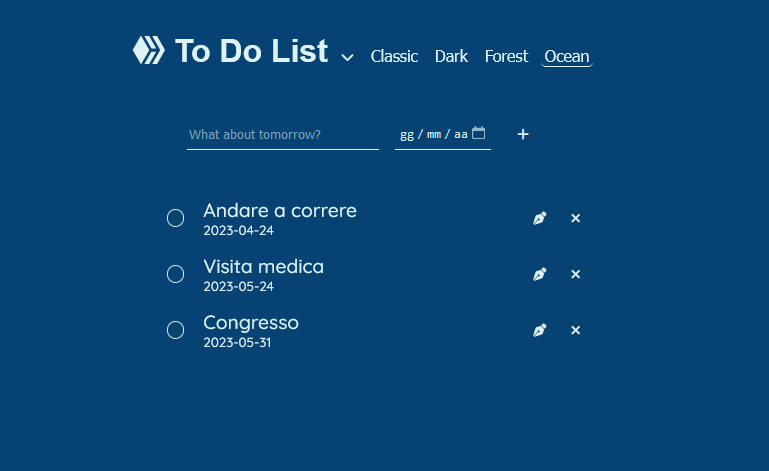 To Do List Classic Dark Forest Ocean
What about tomorrow? gg / mm / aa +
Andare a correre
2023-04-24
Visita medica
2023-05-24
Congresso
2023-05-31